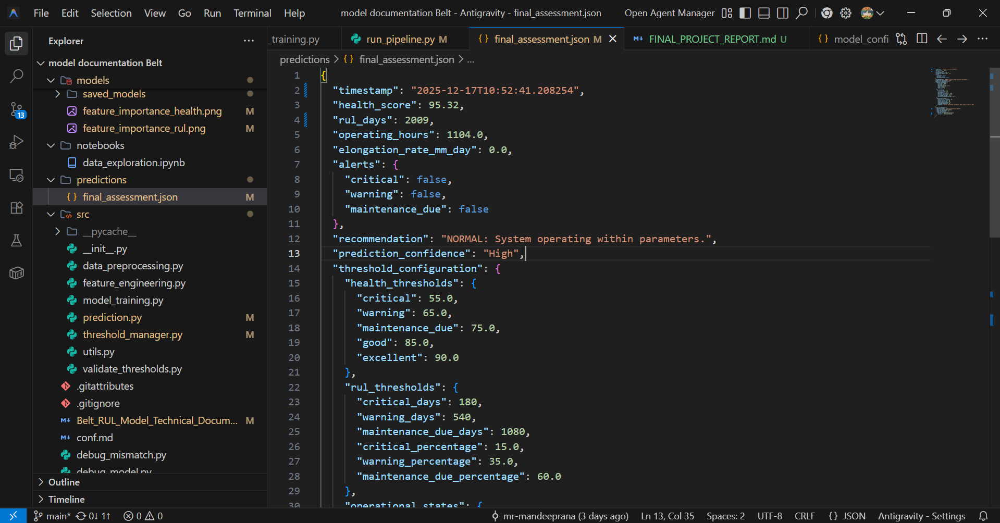 File Edit Selection View Go Run Terminal Help
model documentation Belt - Antigravity - final_assessment.json
Open Agent Manager
Explorer
model documentation Belt
models
saved_models
feature_importance_health.png M
feature_importance_rul.png M
notebooks
data_exploration.ipynb
predictions
final_assessment.json M
src
__pycache__
__init__.py
data_preprocessing.py
feature_engineering.py
model_training.py
prediction.py M
threshold_manager.py M
utils.py
validate_thresholds.py
.gitattributes
.gitignore
Belt_RUL_Model_Technical_Docum... M
conf.md
debug_mismatch.py
debug_model.py
Outline
Timeline
13
_training.py
run_pipeline.py M
{} final_assessment.json M
FINAL_PROJECT_REPORT.md U
{} model_confi
predictions > {} final_assessment.json > ...
1 {
2 "timestamp": "2025-12-17T10:52:41.208254",
3 "health_score": 95.32,
4 "rul_days": 2009,
5 "operating_hours": 1104.0,
6 "elongation_rate_mm_day": 0.0,
7 "alerts": {
8 "critical": false,
9 "warning": false,
10 "maintenance_due": false
11 },
12 "recommendation": "NORMAL: System operating within parameters.",
13 "prediction_confidence": "High",
14 "threshold_configuration": {
15 "health_thresholds": {
16 "critical": 55.0,
17 "warning": 65.0,
18 "maintenance_due": 75.0,
19 "good": 85.0,
20 "excellent": 90.0
21 },
22 "rul_thresholds": {
23 "critical_days": 180,
24 "warning_days": 540,
25 "maintenance_due_days": 1080,
26 "critical_percentage": 15.0,
27 "warning_percentage": 35.0,
28 "maintenance_due_percentage": 60.0
29 },
30 "operational_states": {
main* 0↓ 1↑ 0 0
mr-mandeeprana (3 days ago) Ln 13, Col 35 Spaces: 2 UTF-8 CRLF {} JSON Antigravity - Settings